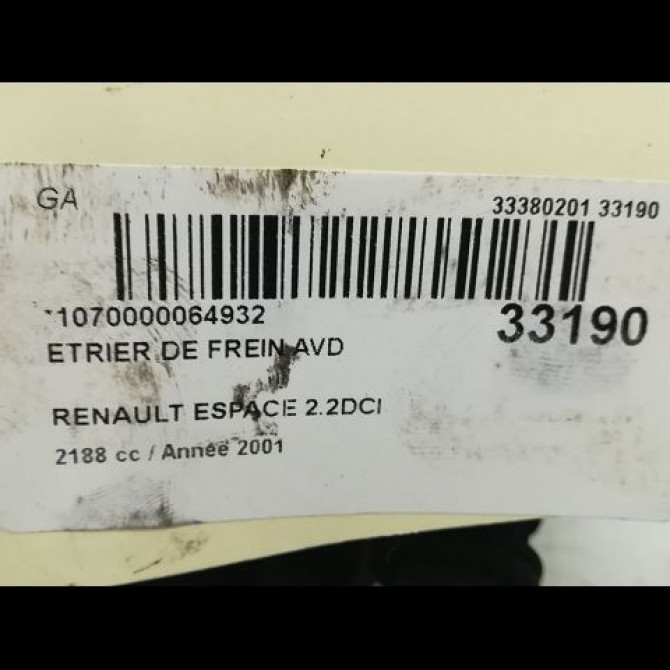 GA
33380201 33190
*1070000064932
33190
ETRIER DE FREIN AVD
RENAULT ESPACE 2.2DCI
2188 cc / Année 2001